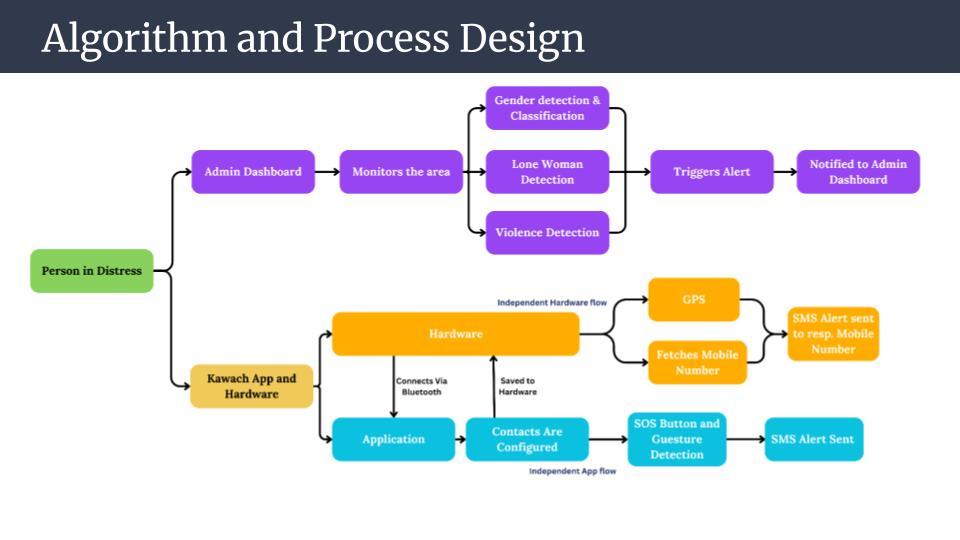 Algorithm and Process Design
Gender detection &
Classification
Admin Dashboard
Monitors the area
Lone Woman
Detection
Triggers Alert
Notified to Admin
Dashboard
Violence Detection
Person in Distress
Independent Hardware flow
GPS
Hardware
SMS Alert sent
to resp. Mobile
Number
Fetches Mobile
Number
Kawach App and
Hardware
Connects Via
Bluetooth
Saved to
Hardware
Application
Contacts Are
Configured
SOS Button and
Guesture
Detection
SMS Alert Sent
Independent App flow